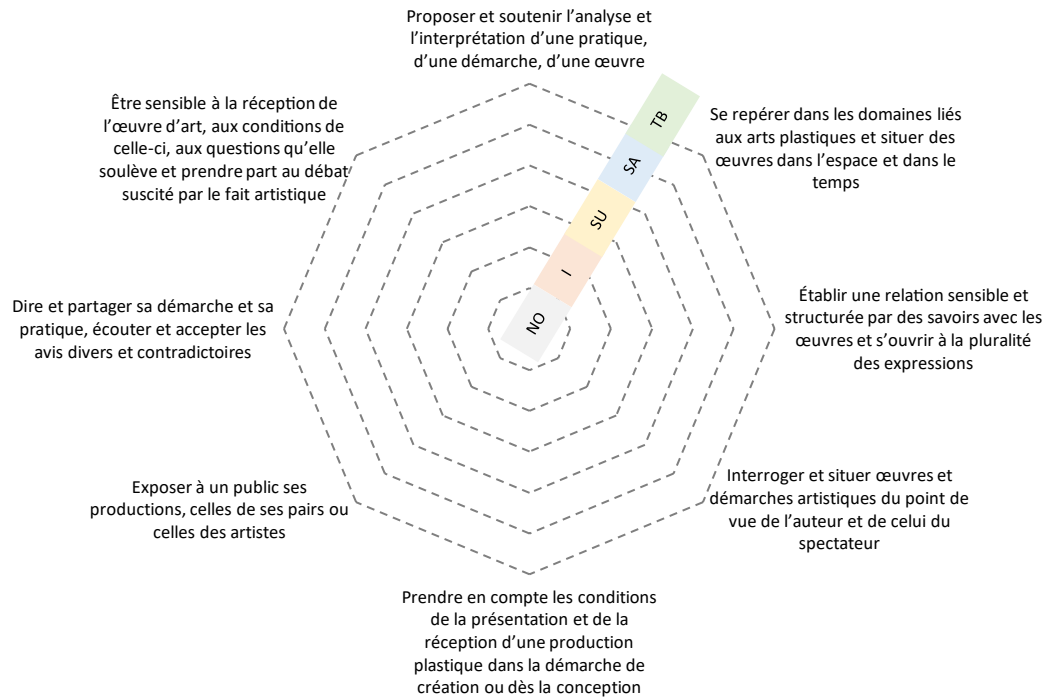 Proposer et soutenir l’analyse et
l’interprétation d’une pratique,
d’une démarche, d’une œuvre
Se repérer dans les domaines liés
aux arts plastiques et situer des
œuvres dans l’espace et dans le
temps
Établir une relation sensible et
structurée par des savoirs avec les
œuvres et s’ouvrir à la pluralité
des expressions
Interroger et situer œuvres et
démarches artistiques du point de
vue de l’auteur et de celui du
spectateur
Prendre en compte les conditions
de la présentation et de la
réception d’une production
plastique dans la démarche de
création ou dès la conception
Exposer à un public ses
productions, celles de ses pairs ou
celles des artistes
Dire et partager sa démarche et sa
pratique, écouter et accepter les
avis divers et contradictoires
Être sensible à la réception de
l’œuvre d’art, aux conditions de
celle-ci, aux questions qu’elle
soulève et prendre part au débat
suscité par le fait artistique
TB
SA
SU
I
NO